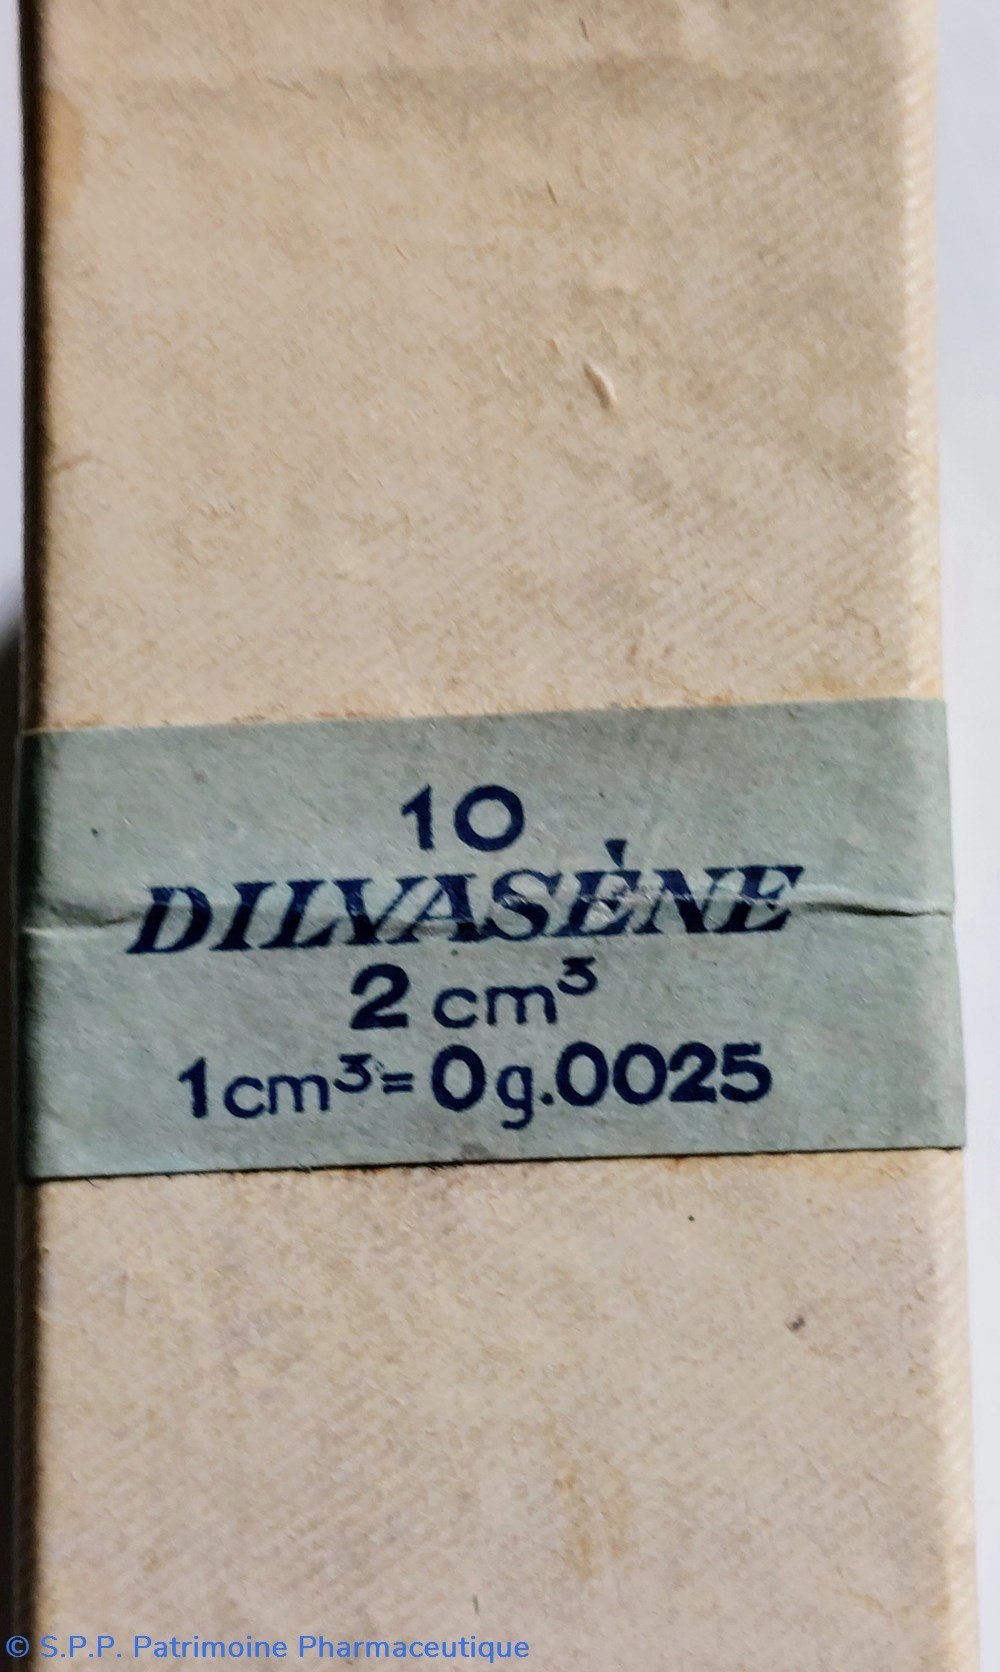 10
DILVASÈNE
2 cm³
1cm³=0g.0025
© S.P.P. Patrimoine Pharmaceutique